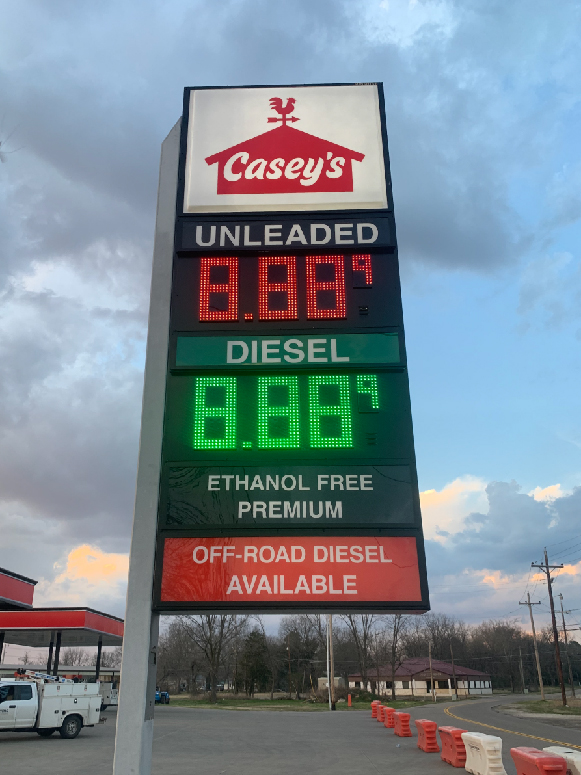 Casey's
UNLEADED
8.88 9
DIESEL
8.88 9
ETHANOL FREE
PREMIUM
OFF-ROAD DIESEL
AVAILABLE